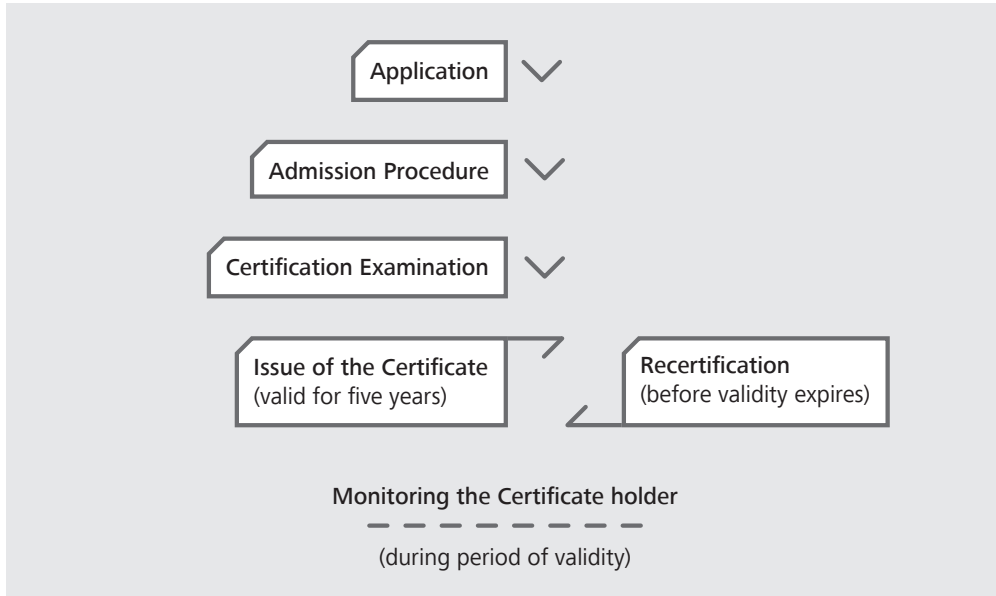 Application
Admission Procedure
Certification Examination
Issue of the Certificate
(valid for five years)
Recertification
(before validity expires)
Monitoring the Certificate holder
(during period of validity)